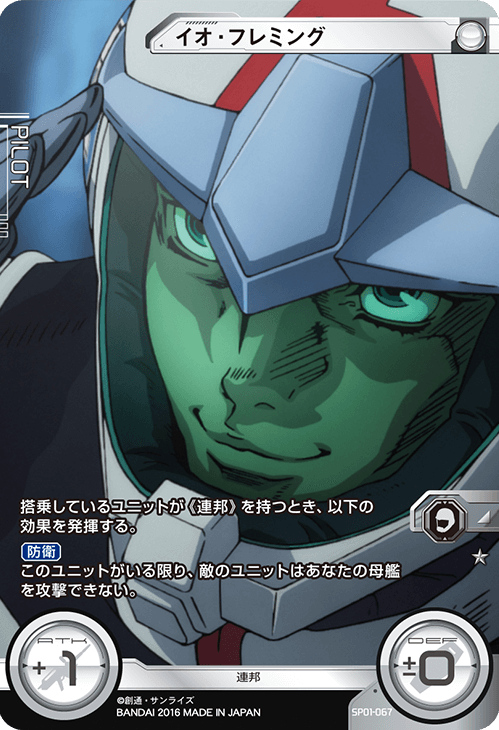 イオ・フレミング
PILOT
000
搭乗しているユニットが《連邦》を持つとき、以下の
効果を発揮する。
防衛
このユニットがいる限り、敵のユニットはあなたの母艦
を攻撃できない。
ATK
+1
DEF
±0
連邦
©創通・サンライズ
BANDAI 2016 MADE IN JAPAN
SP01-067